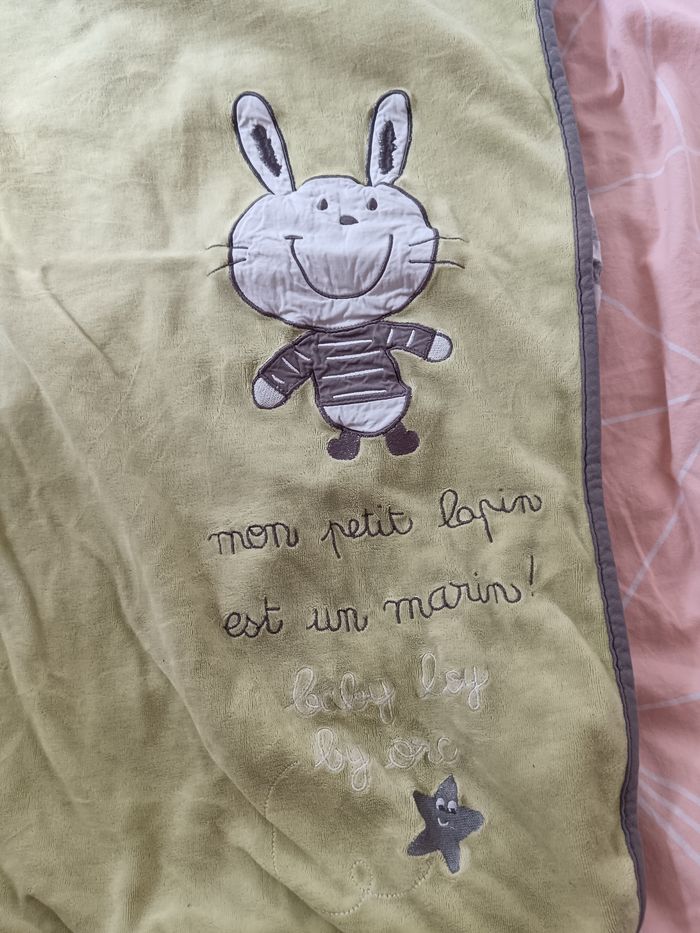 mon petit lapin
est un marin!
baby boy
by orc